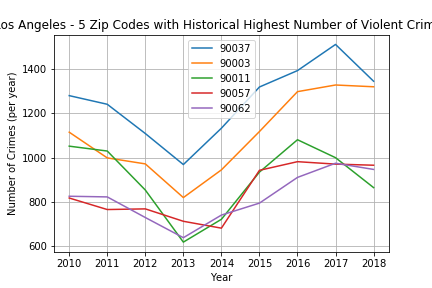 os Angeles - 5 Zip Codes with Historical Highest Number of Violent Crim
90037
90003
90011
90057
90062
Number of Crimes (per year)
1400
1200
1000
800
600
2010 2011 2012 2013 2014 2015 2016 2017 2018
Year